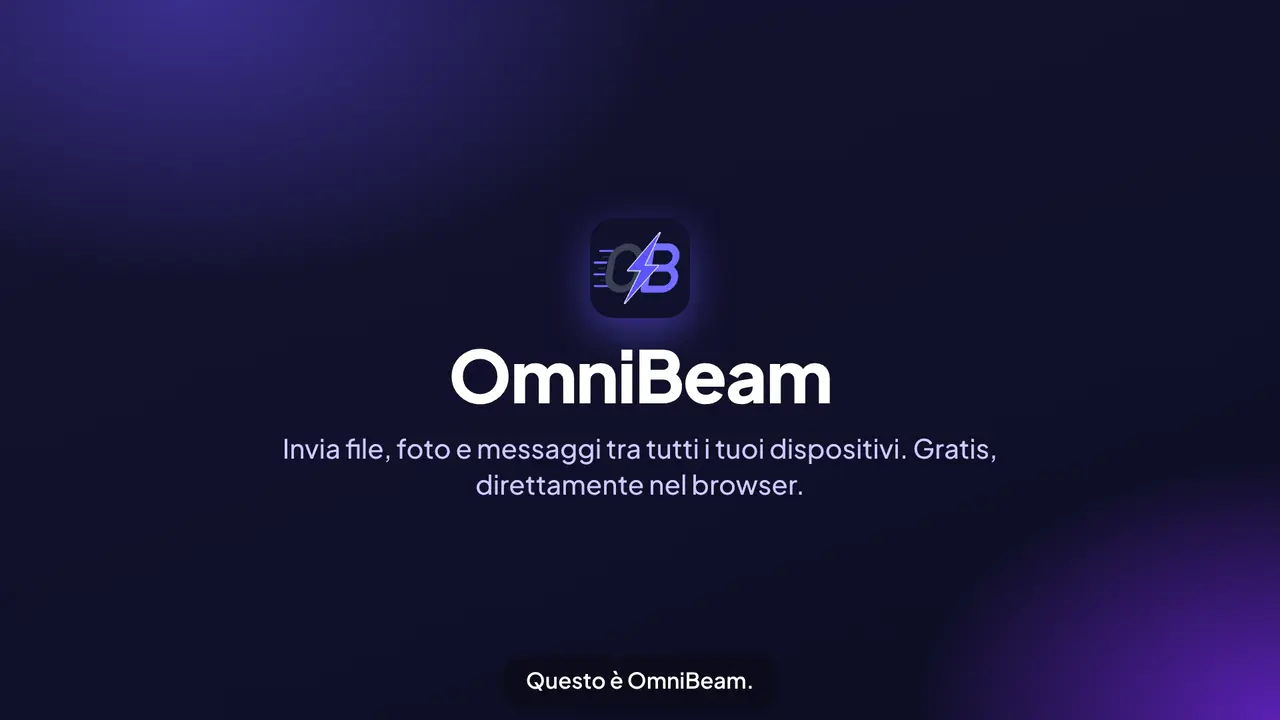 OB
OmniBeam
Invia file, foto e messaggi tra tutti i tuoi dispositivi. Gratis,
direttamente nel browser.
Questo è OmniBeam.